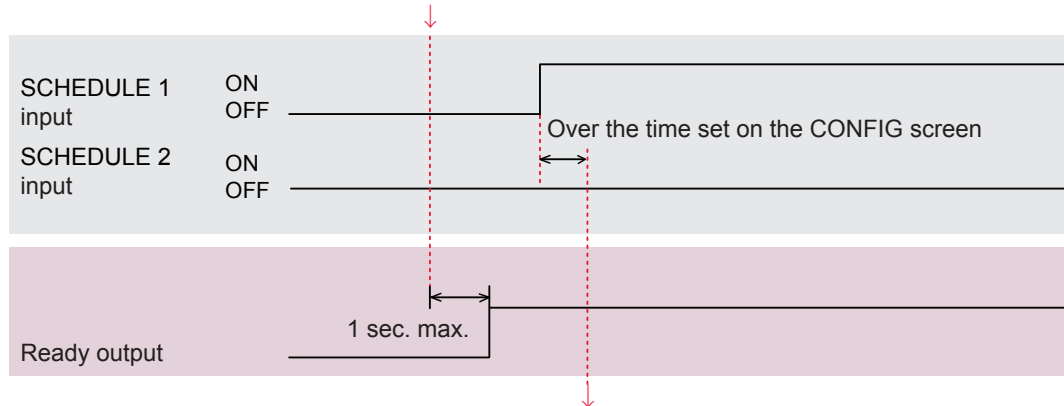 SCHEDULE 1
input
ON
OFF
Over the time set on the CONFIG screen
SCHEDULE 2
input
ON
OFF
1 sec. max.
Ready output